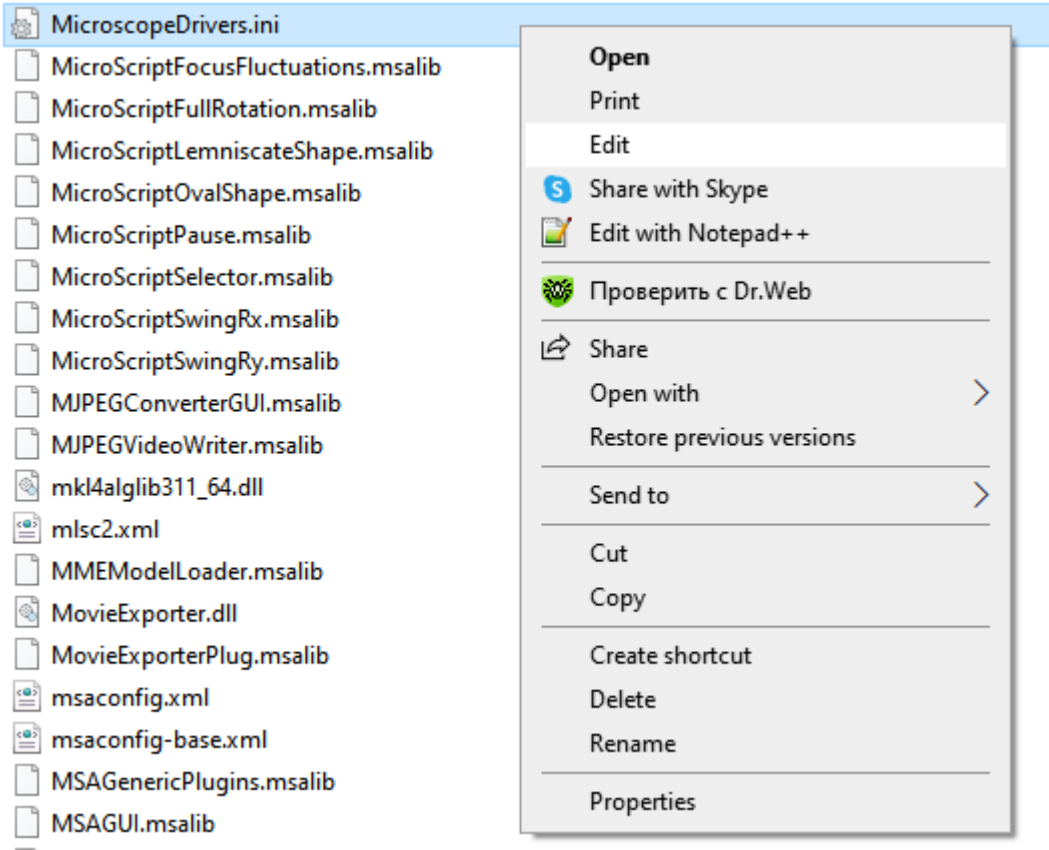 MicroscopeDrivers.ini
MicroScriptFocusFluctuations.msalib
MicroScriptFullRotation.msalib
MicroScriptLemniscateShape.msalib
MicroScriptOvalShape.msalib
MicroScriptPause.msalib
MicroScriptSelector.msalib
MicroScriptSwingRx.msalib
MicroScriptSwingRy.msalib
MJPEGConverterGUI.msalib
MJPEGVideoWriter.msalib
mkl4alglib311_64.dll
mlsc2.xml
MMEModelLoader.msalib
MovieExporter.dll
MovieExporterPlug.msalib
msaconfig.xml
msaconfig-base.xml
MSAGenericPlugins.msalib
MSAGUI.msalib
Open
Print
Edit
Share with Skype
Edit with Notepad++
Проверить с Dr.Web
Share
Open with
Restore previous versions
Send to
Cut
Copy
Create shortcut
Delete
Rename
Properties